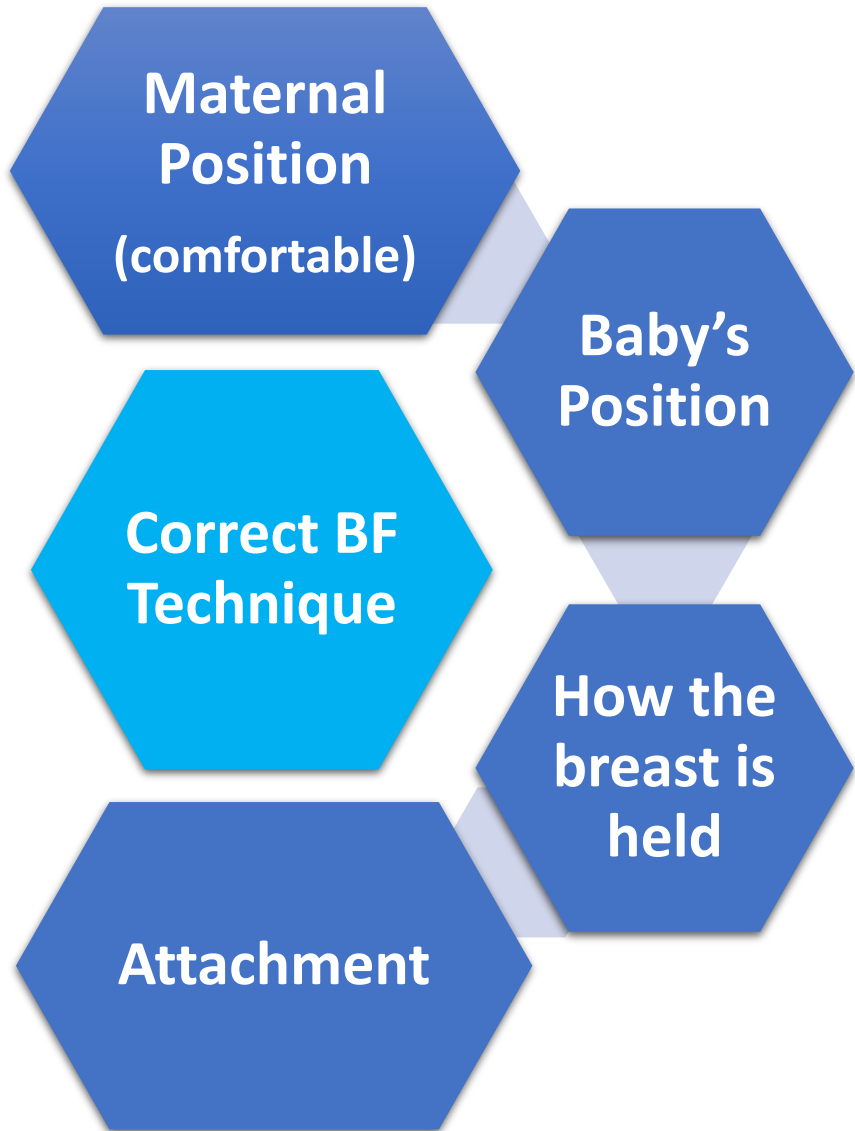 Maternal
Position
(comfortable)
Baby’s
Position
Correct BF
Technique
How the
breast is
held
Attachment